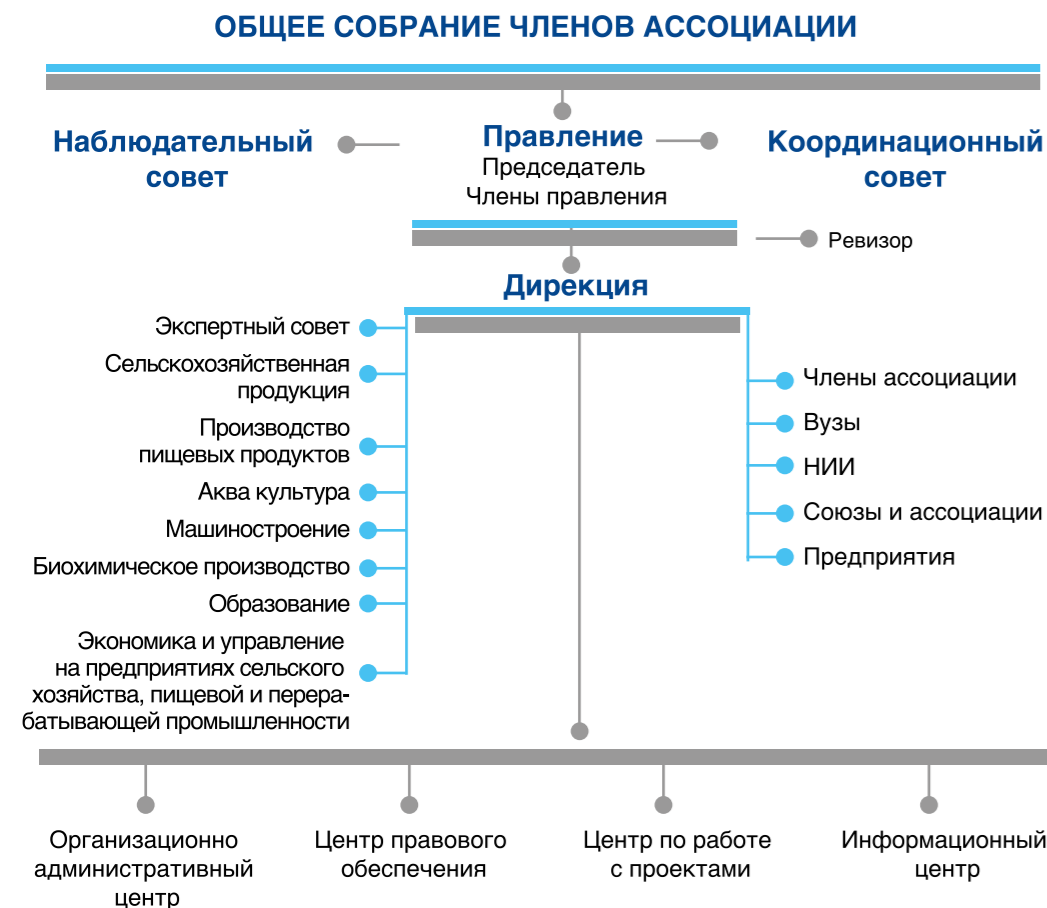 ОБЩЕЕ СОБРАНИЕ ЧЛЕНОВ АССОЦИАЦИИ
Наблюдательный
совет
Правление
Председатель
Члены правления
Координационный
совет
Ревизор
Дирекция
Экспертный совет
Сельскохозяйственная
продукция
Производство
пищевых продуктов
Аква культура
Машиностроение
Биохимическое производство
Образование
Экономика и управление
на предприятиях сельского
хозяйства, пищевой и перера-
батывающей промышленности
Члены ассоциации
Вузы
НИИ
Союзы и ассоциации
Предприятия
Организационно
административный
центр
Центр правового
обеспечения
Центр по работе
с проектами
Информационный
центр